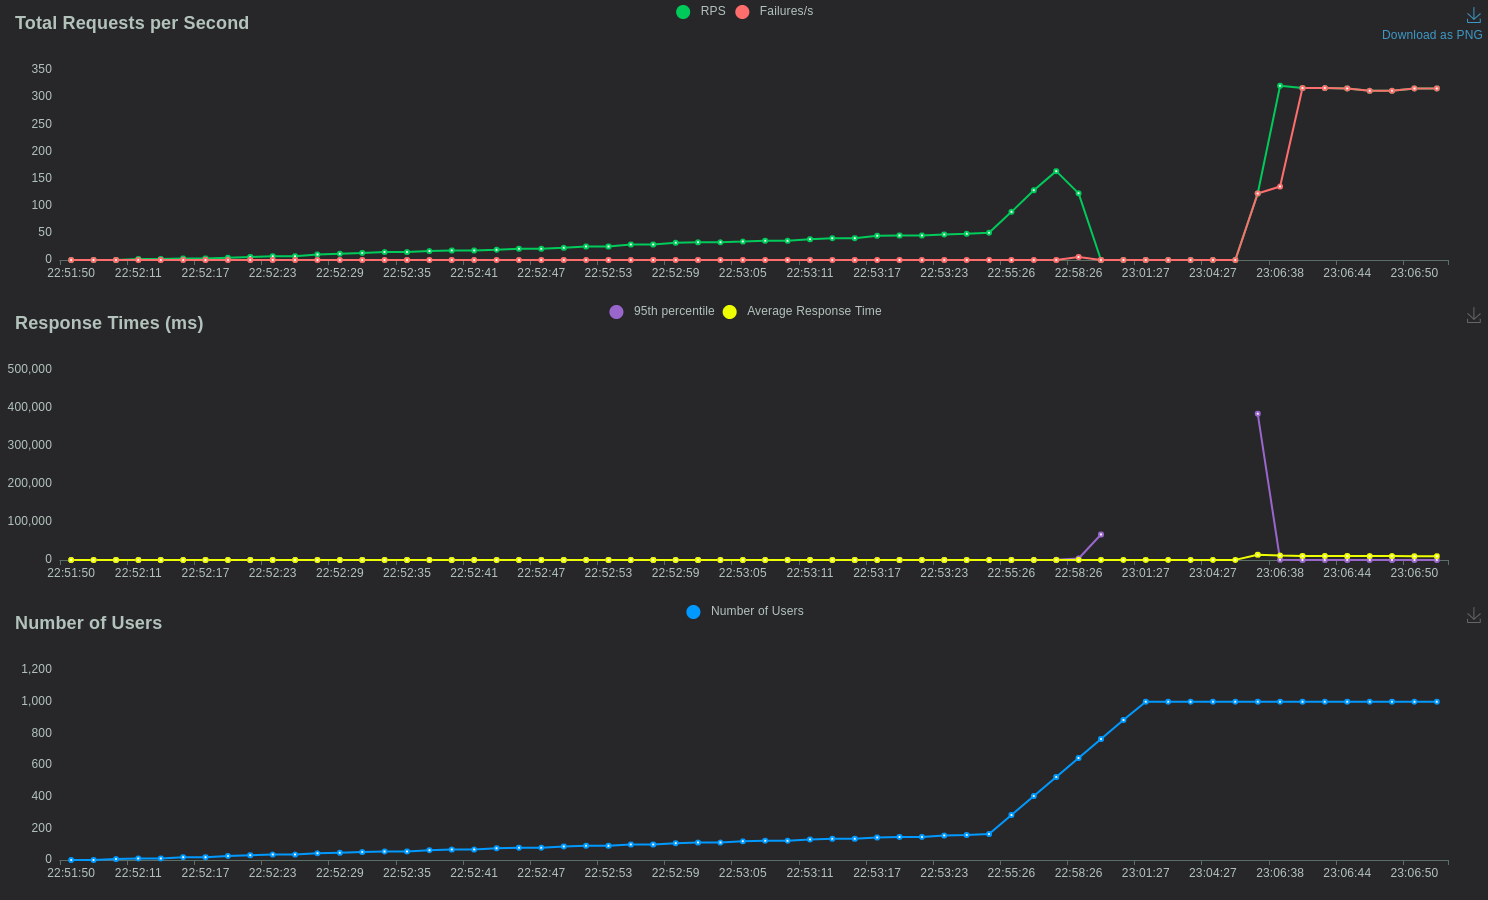 Total Requests per Second
RPS Failures/s
Download as PNG
350
300
250
200
150
100
50
0
22:51:50 22:52:11 22:52:17 22:52:23 22:52:29 22:52:35 22:52:41 22:52:47 22:52:53 22:52:59 22:53:05 22:53:11 22:53:17 22:53:23 22:55:26 22:58:26 23:01:27 23:04:27 23:06:38 23:06:44 23:06:50
Response Times (ms)
95th percentile Average Response Time
500,000
400,000
300,000
200,000
100,000
0
22:51:50 22:52:11 22:52:17 22:52:23 22:52:29 22:52:35 22:52:41 22:52:47 22:52:53 22:52:59 22:53:05 22:53:11 22:53:17 22:53:23 22:55:26 22:58:26 23:01:27 23:04:27 23:06:38 23:06:44 23:06:50
Number of Users
Number of Users
1,200
1,000
800
600
400
200
0
22:51:50 22:52:11 22:52:17 22:52:23 22:52:29 22:52:35 22:52:41 22:52:47 22:52:53 22:52:59 22:53:05 22:53:11 22:53:17 22:53:23 22:55:26 22:58:26 23:01:27 23:04:27 23:06:38 23:06:44 23:06:50